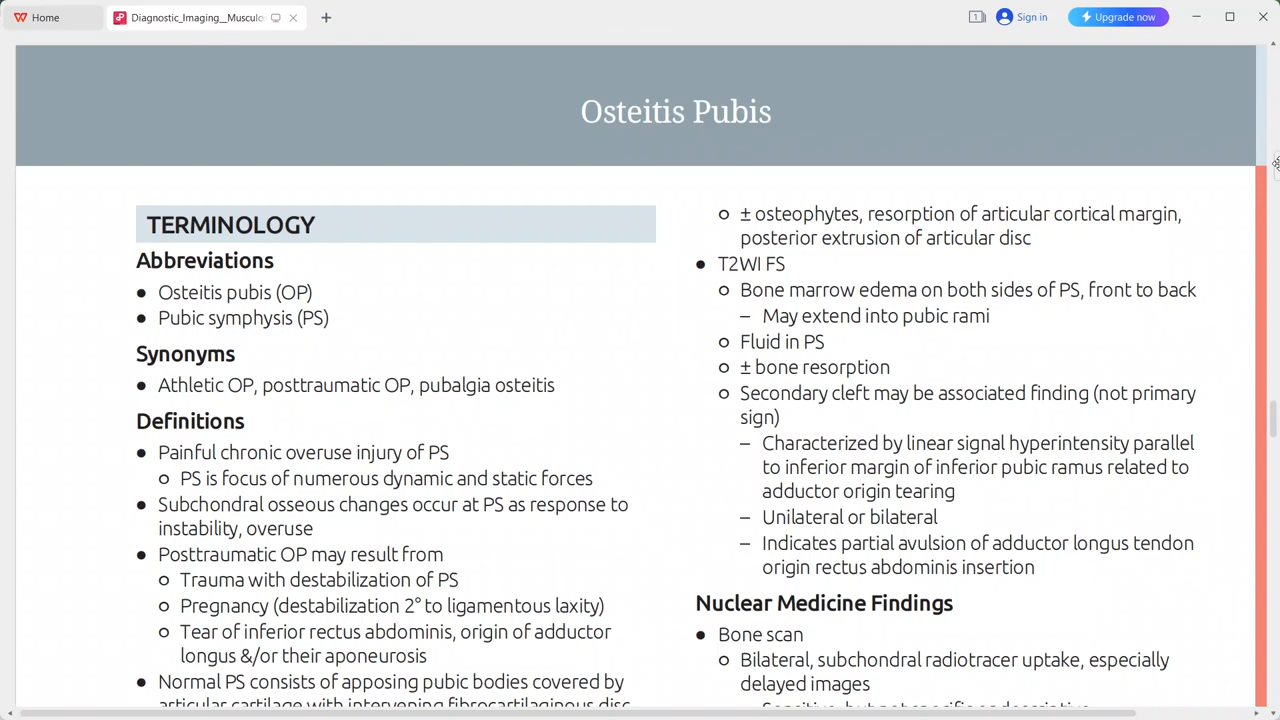 Home
Diagnostic_Imaging__Musculos
1
Sign in
Upgrade now
Osteitis Pubis
TERMINOLOGY
Abbreviations
● Osteitis pubis (OP)
● Pubic symphysis (PS)
Synonyms
● Athletic OP, posttraumatic OP, pubalgia osteitis
Definitions
● Painful chronic overuse injury of PS
○ PS is focus of numerous dynamic and static forces
● Subchondral osseous changes occur at PS as response to
instability, overuse
● Posttraumatic OP may result from
○ Trauma with destabilization of PS
○ Pregnancy (destabilization 2° to ligamentous laxity)
○ Tear of inferior rectus abdominis, origin of adductor
longus &/or their aponeurosis
● Normal PS consists of apposing pubic bodies covered by
articular cartilage with intervening fibrocartilaginous disc
○ ± osteophytes, resorption of articular cortical margin,
posterior extrusion of articular disc
● T2WI FS
○ Bone marrow edema on both sides of PS, front to back
– May extend into pubic rami
○ Fluid in PS
○ ± bone resorption
○ Secondary cleft may be associated finding (not primary
sign)
– Characterized by linear signal hyperintensity parallel
to inferior margin of inferior pubic ramus related to
adductor origin tearing
– Unilateral or bilateral
– Indicates partial avulsion of adductor longus tendon
origin rectus abdominis insertion
Nuclear Medicine Findings
● Bone scan
○ Bilateral, subchondral radiotracer uptake, especially
delayed images